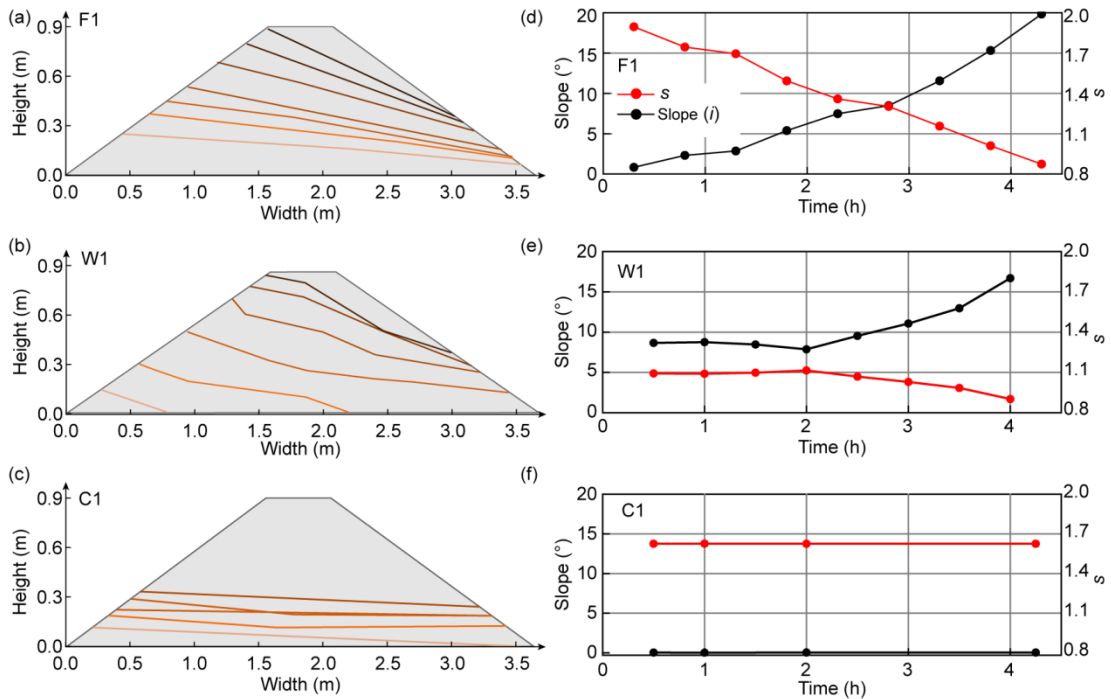 (a) F1
0.9
0.6
0.3
0.0
Height (m)
0.0 0.5 1.0 1.5 2.0 2.5 3.0 3.5
Width (m)
(d)
20
15
10
5
0
Slope (°)
F1
s
Slope (i)
2.0
1.7
1.4
1.1
0.8
s
0 1 2 3 4
Time (h)
(b) W1
0.9
0.6
0.3
0.0
Height (m)
0.0 0.5 1.0 1.5 2.0 2.5 3.0 3.5
Width (m)
(e)
20
15
10
5
0
Slope (°)
W1
2.0
1.7
1.4
1.1
0.8
s
0 1 2 3 4
Time (h)
(c)
C1
0.9
0.6
0.3
0.0
Height (m)
0.0 0.5 1.0 1.5 2.0 2.5 3.0 3.5
Width (m)
(f)
20
15
10
5
0
Slope (°)
C1
2.0
1.7
1.4
1.1
0.8
s
0 1 2 3 4
Time (h)